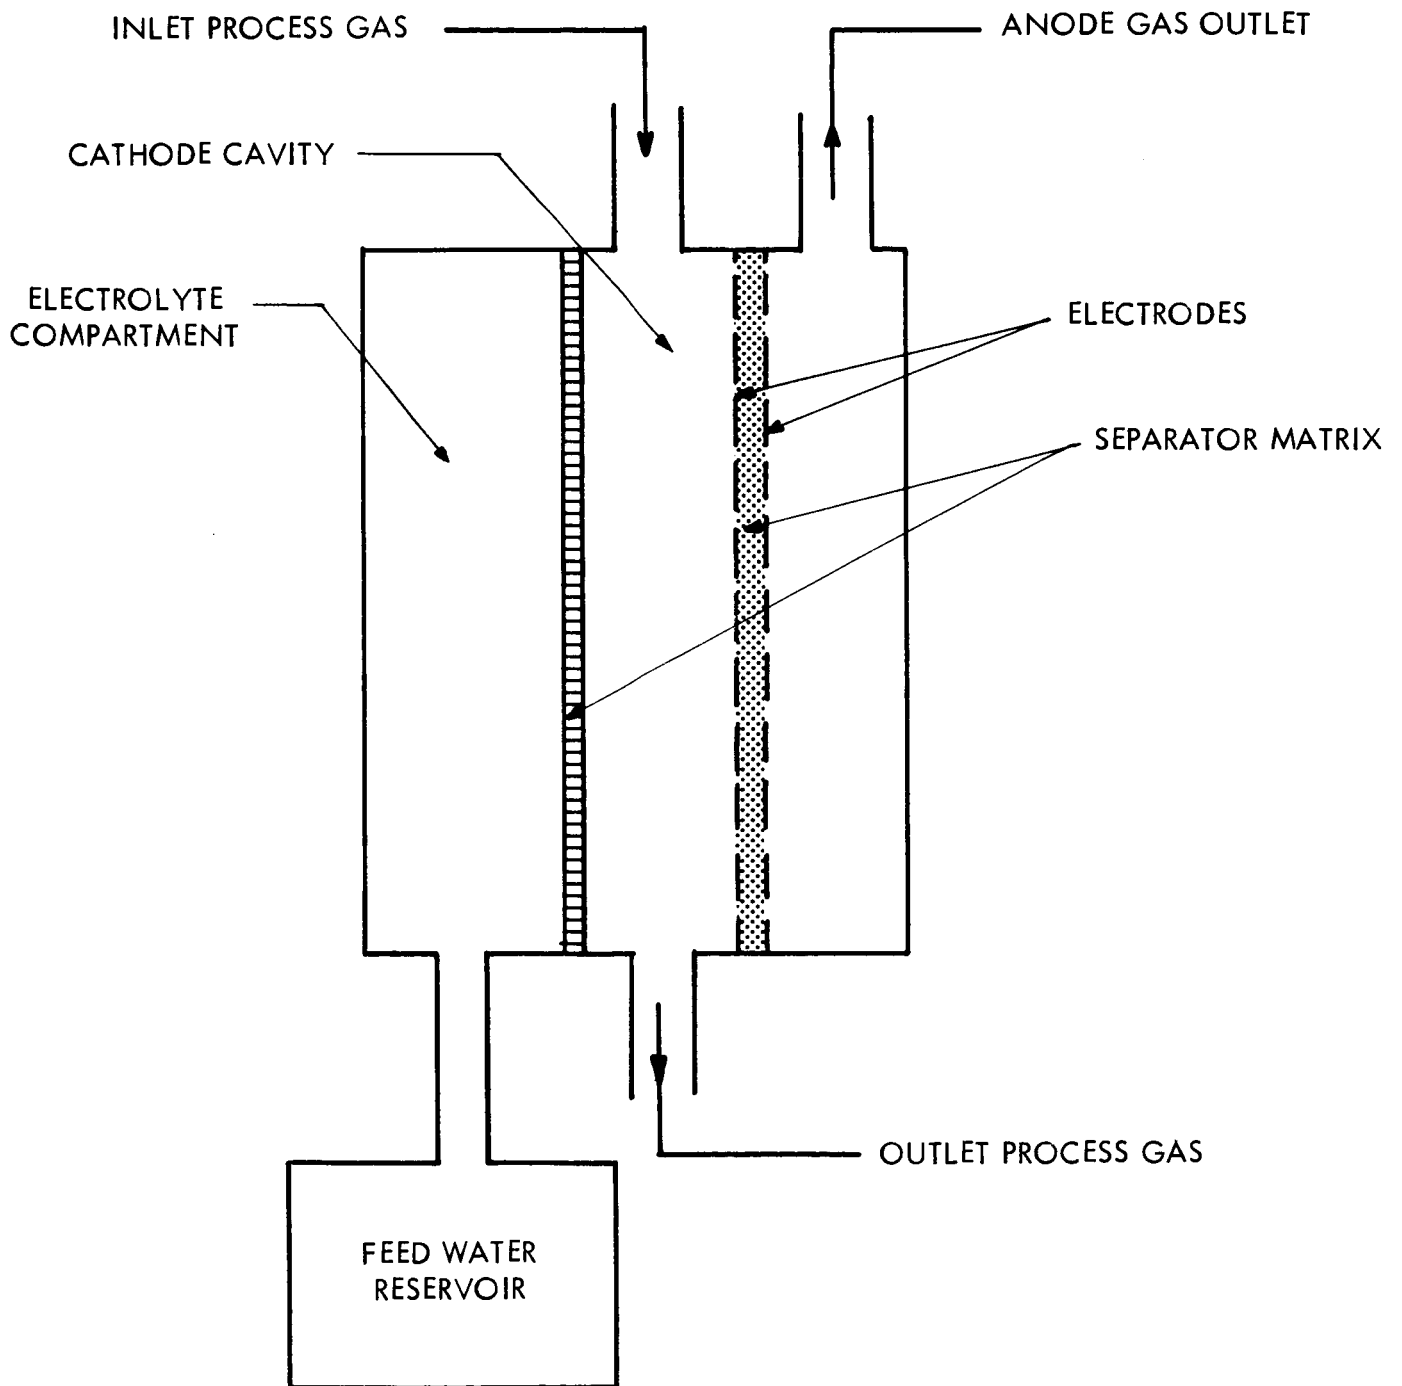 INLET PROCESS GAS
ANODE GAS OUTLET
CATHODE CAVITY
ELECTROLYTE
COMPARTMENT
ELECTRODES
SEPARATOR MATRIX
OUTLET PROCESS GAS
FEED WATER
RESERVOIR